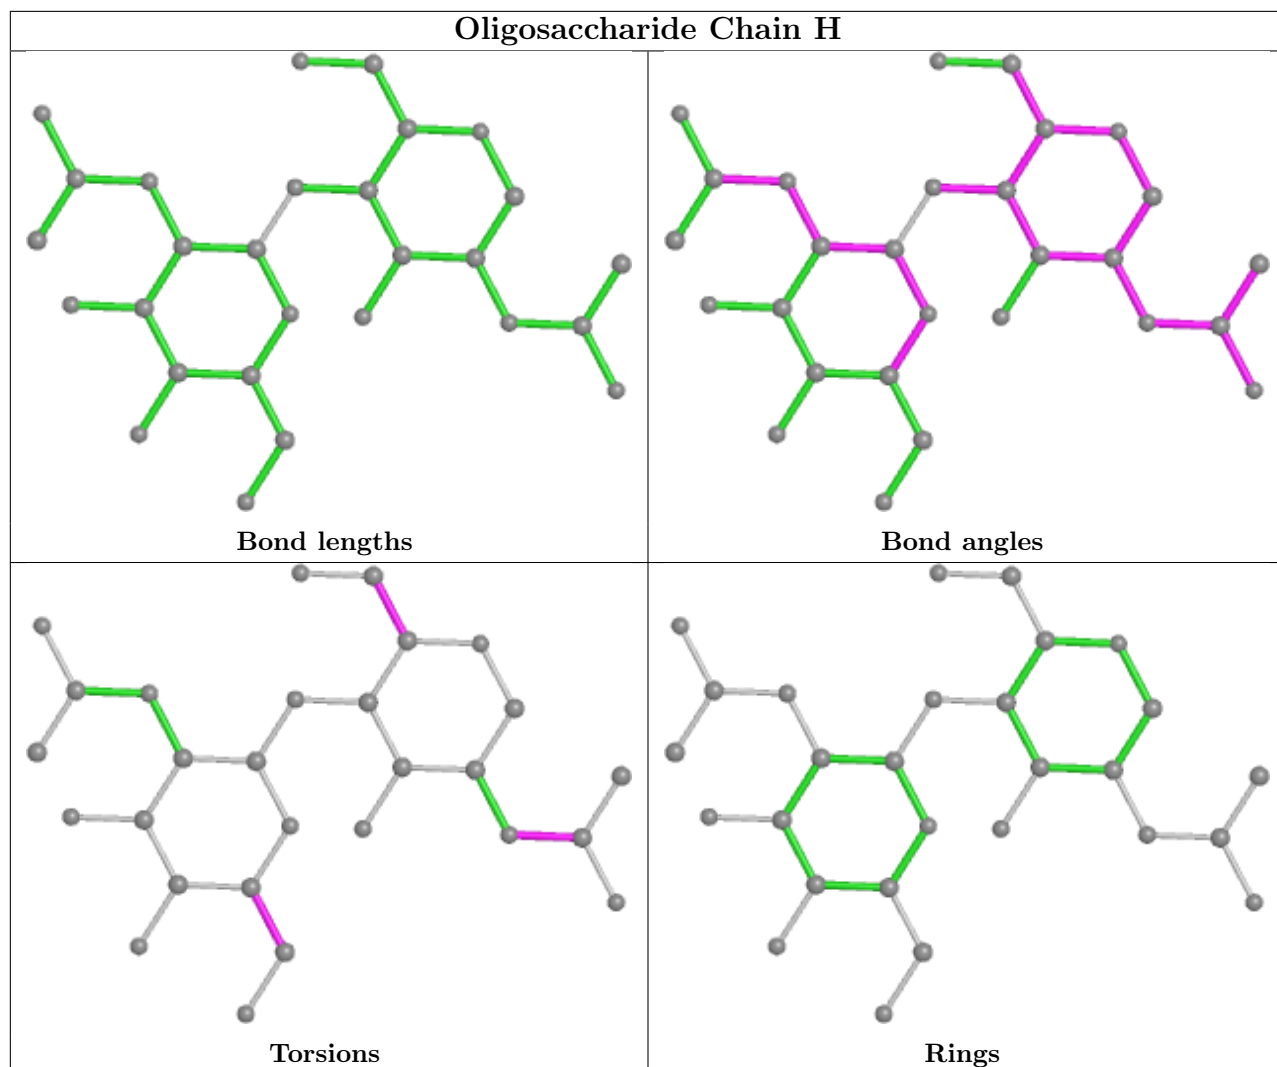 Oligosaccharide Chain H
Bond lengths
Bond angles
Torsions
Rings